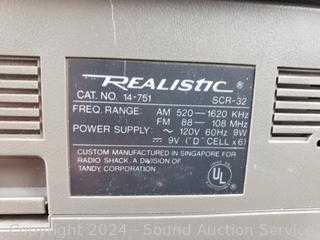 REALISTIC®
CAT. NO. 14-751 SCR-32
FREQ. RANGE: AM 520—1620 KHz
FM 88— 108 MHz
POWER SUPPLY: ～ 120V 60Hz 9W
⎓ 9V ("D" CELL x 6)
CUSTOM MANUFACTURED IN SINGAPORE FOR
RADIO SHACK, A DIVISION OF
TANDY CORPORATION
UL®
Copyright 2024 - Sound Auction Service